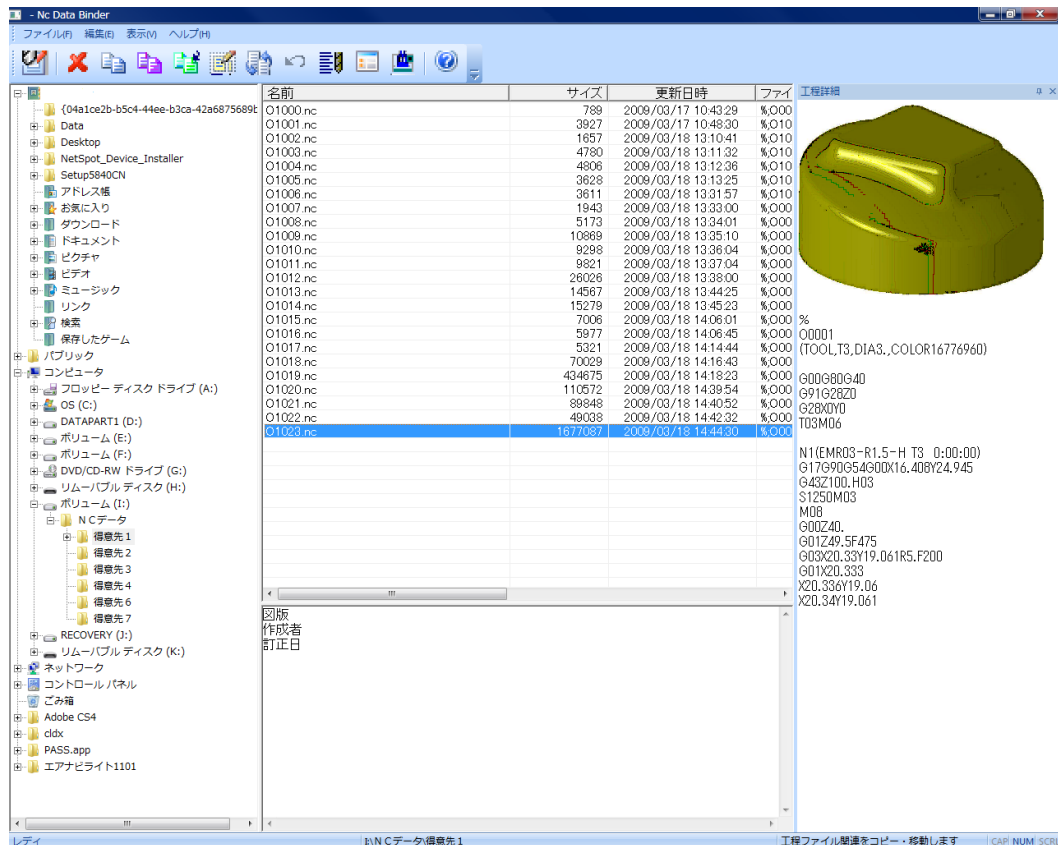 - Nc Data Binder
ファイル(F) 編集(E) 表示(V) ヘルプ(H)
{04a1ce2b-b5c4-44ee-b3ca-42a6875689b
Data
Desktop
NetSpot_Device_Installer
Setup5840CN
アドレス帳
お気に入り
ダウンロード
ドキュメント
ピクチャ
ビデオ
ミュージック
リンク
検索
保存したゲーム
パブリック
コンピュータ
フロッピー ディスク ドライブ (A:)
OS (C:)
DATAPART1 (D:)
ボリューム (E:)
ボリューム (F:)
DVD/CD-RW ドライブ (G:)
リムーバブル ディスク (H:)
ボリューム (I:)
NCデータ
得意先1
得意先2
得意先3
得意先4
得意先6
得意先7
RECOVERY (J:)
リムーバブル ディスク (K:)
ネットワーク
コントロール パネル
ごみ箱
Adobe CS4
cldx
PASS.app
エアナビライト1101
名前 サイズ 更新日時 ファイ
O1000.nc 789 2009/03/17 10:43:29 %,O00
O1001.nc 3927 2009/03/17 10:48:30 %,O10
O1002.nc 1657 2009/03/18 13:10:41 %,O10
O1003.nc 4780 2009/03/18 13:11:32 %,O10
O1004.nc 4806 2009/03/18 13:12:36 %,O10
O1005.nc 3628 2009/03/18 13:13:25 %,O10
O1006.nc 3611 2009/03/18 13:31:57 %,O10
O1007.nc 1943 2009/03/18 13:33:00 %,O00
O1008.nc 5173 2009/03/18 13:34:01 %,O00
O1009.nc 10869 2009/03/18 13:35:10 %,O00
O1010.nc 9298 2009/03/18 13:36:04 %,O00
O1011.nc 9821 2009/03/18 13:37:04 %,O00
O1012.nc 26026 2009/03/18 13:38:00 %,O00
O1013.nc 14567 2009/03/18 13:44:25 %,O00
O1014.nc 15279 2009/03/18 13:45:23 %,O00
O1015.nc 7006 2009/03/18 14:06:01 %,O00
O1016.nc 5977 2009/03/18 14:06:45 %,O00
O1017.nc 5321 2009/03/18 14:14:44 %,O00
O1018.nc 70029 2009/03/18 14:16:43 %,O00
O1019.nc 434675 2009/03/18 14:18:23 %,O00
O1020.nc 110572 2009/03/18 14:39:54 %,O00
O1021.nc 89848 2009/03/18 14:40:52 %,O00
O1022.nc 49038 2009/03/18 14:42:32 %,O00
O1023.nc 1677087 2009/03/18 14:44:30 %,O00
図版
作成者
訂正日
工程詳細
%
O0001
(TOOL,T3,DIA3.,COLOR16776960)
G00G80G40
G91G28Z0
G28X0Y0
T03M06
N1(EMR03-R1.5-H T3 0:00:00)
G17G90G54G00X16.408Y24.945
G43Z100.H03
S1250M03
M08
G00Z40.
G01Z49.5F475
G03X20.33Y19.061R5.F200
G01X20.333
X20.336Y19.06
X20.34Y19.061
レディ I:\NCデータ\得意先1 工程ファイル関連をコピー・移動します CAP NUM SCRL